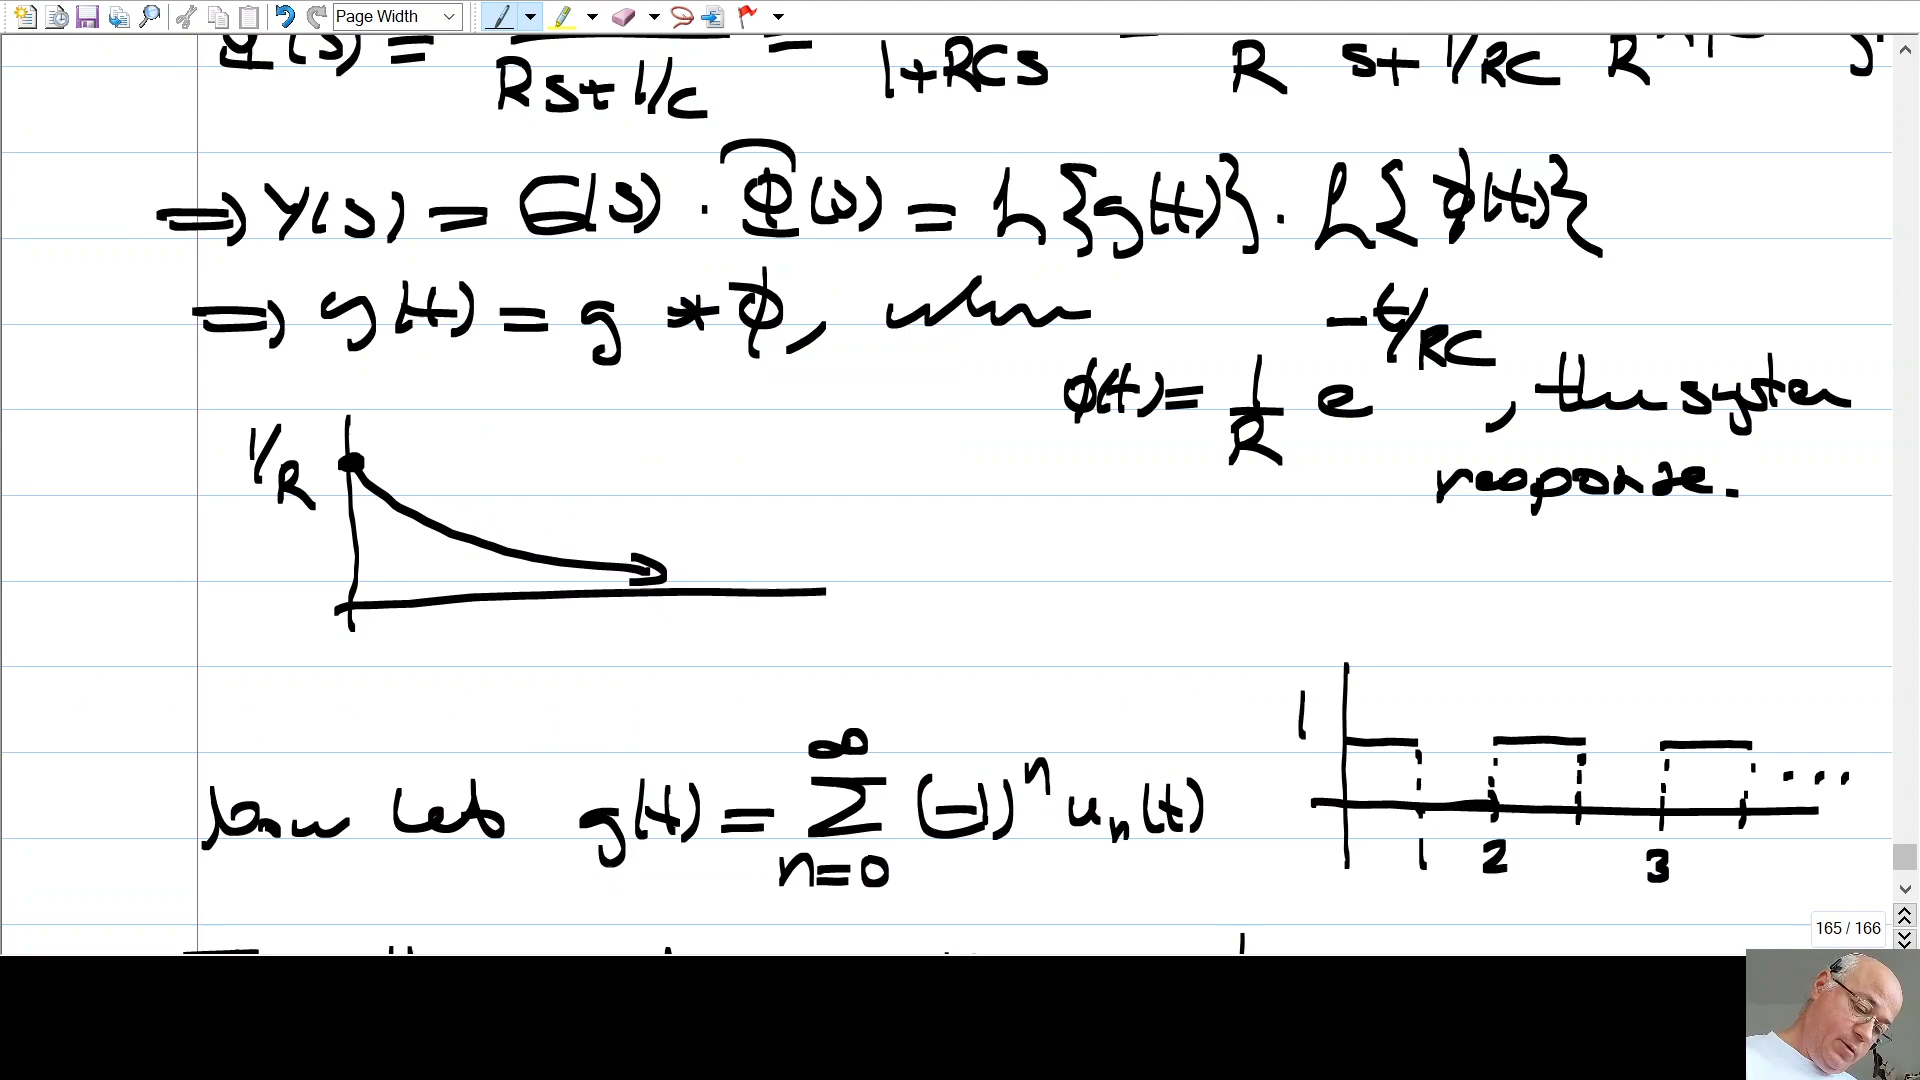 Page Width
Y(s) = / (Rs+1/C) = / (1+RCs) = / R s+1/RC R
⇒ Y(s) = G(s) · Φ(s) = L{g(t)} · L{φ(t)}
⇒ y(t) = g * φ, when
φ(t) = 1/R e^(-t/RC), the system
response.
1/R
Now let g(t) = ∑_{n=0}^{∞} (-1)^n u_n(t)
1
1 2 3
...
165 / 166